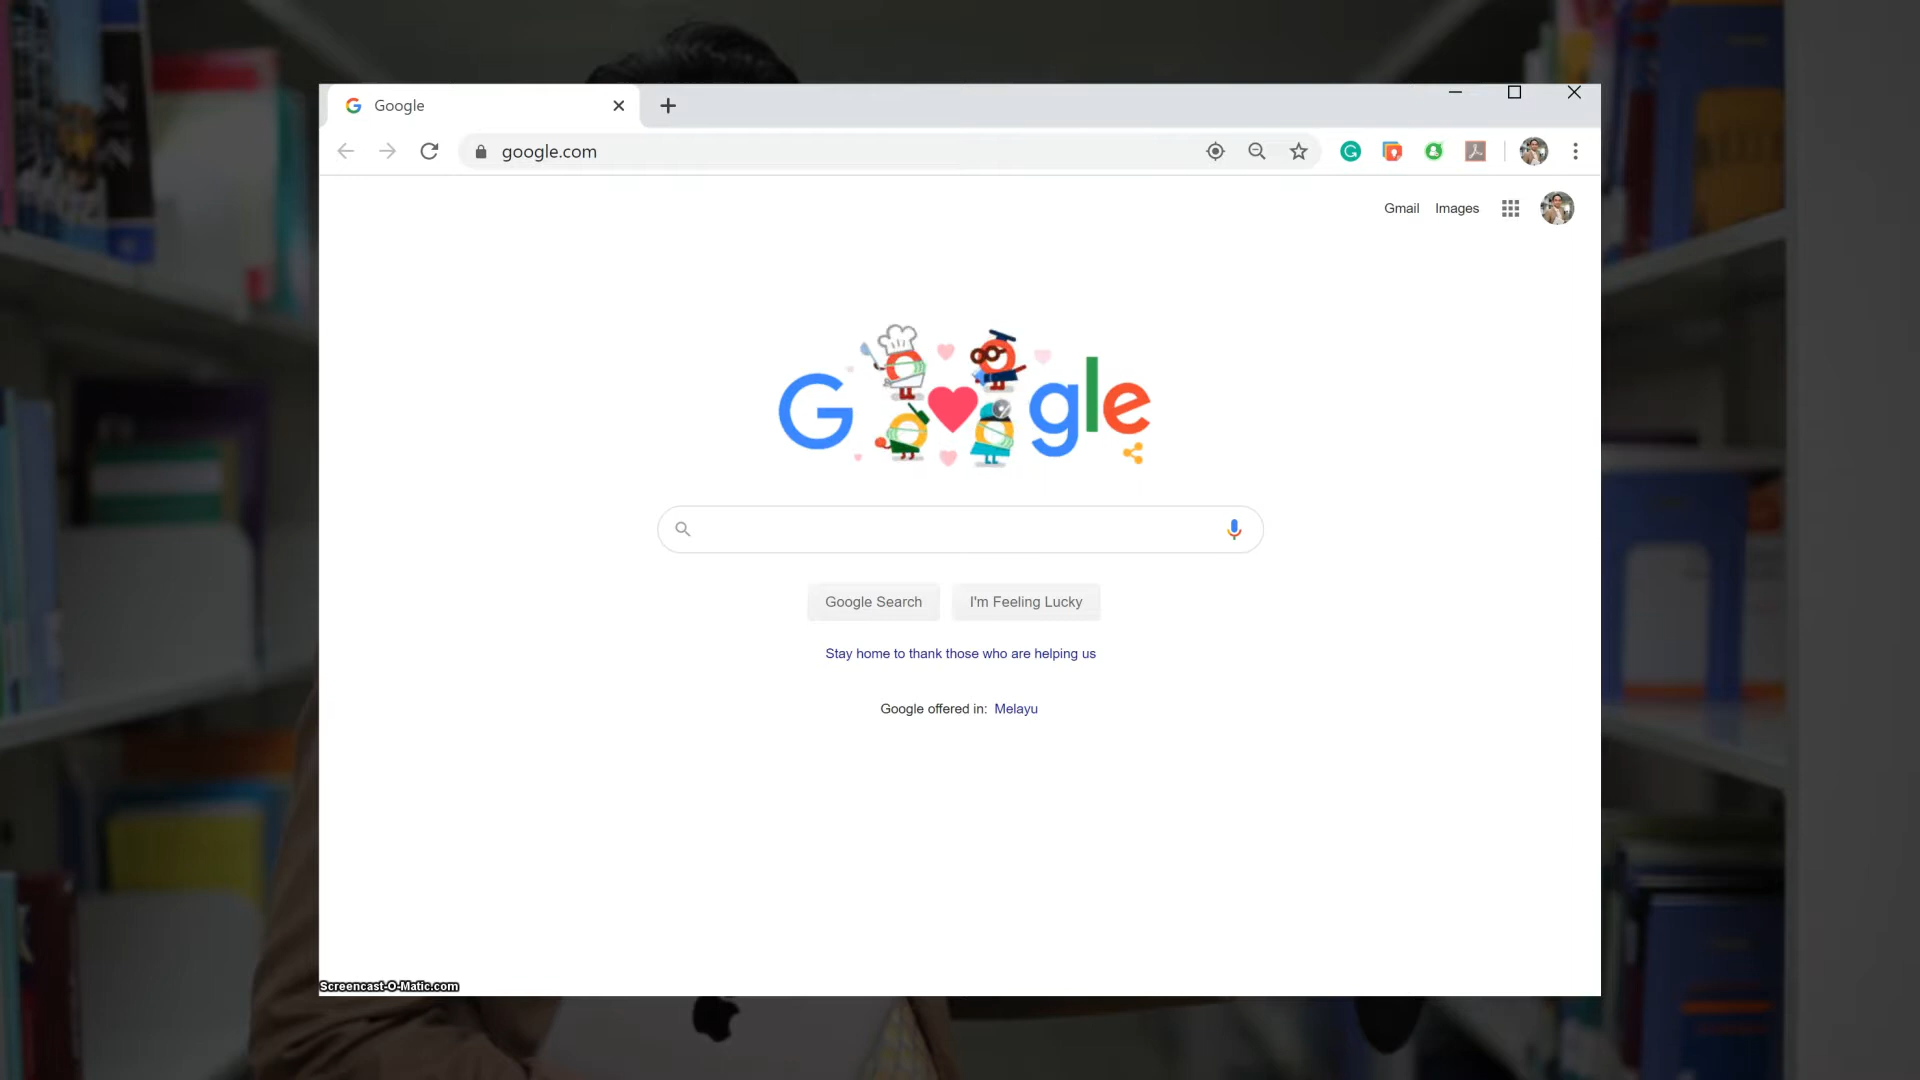 Google
google.com
Gmail Images
Google
Google Search I'm Feeling Lucky
Stay home to thank those who are helping us
Google offered in: Melayu
Screencast-O-Matic.com